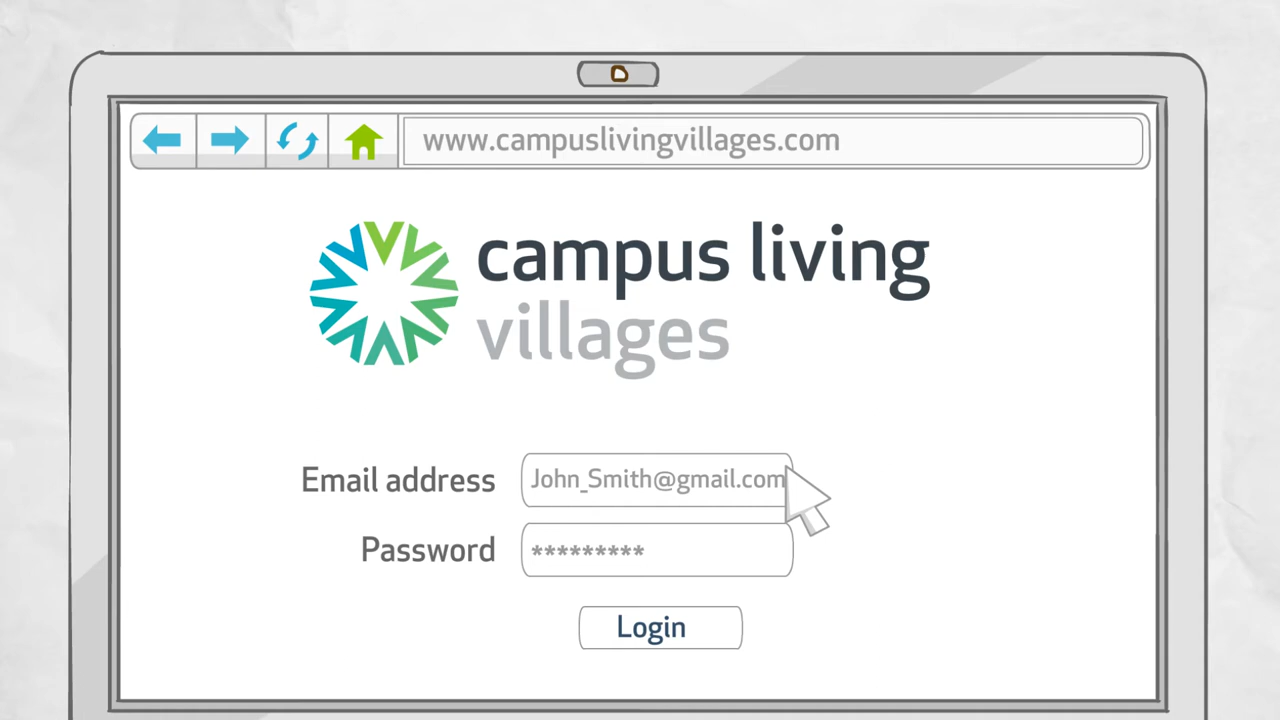 www.campuslivingvillages.com
campus living
villages
Email address
John_Smith@gmail.com
Password
*********
Login